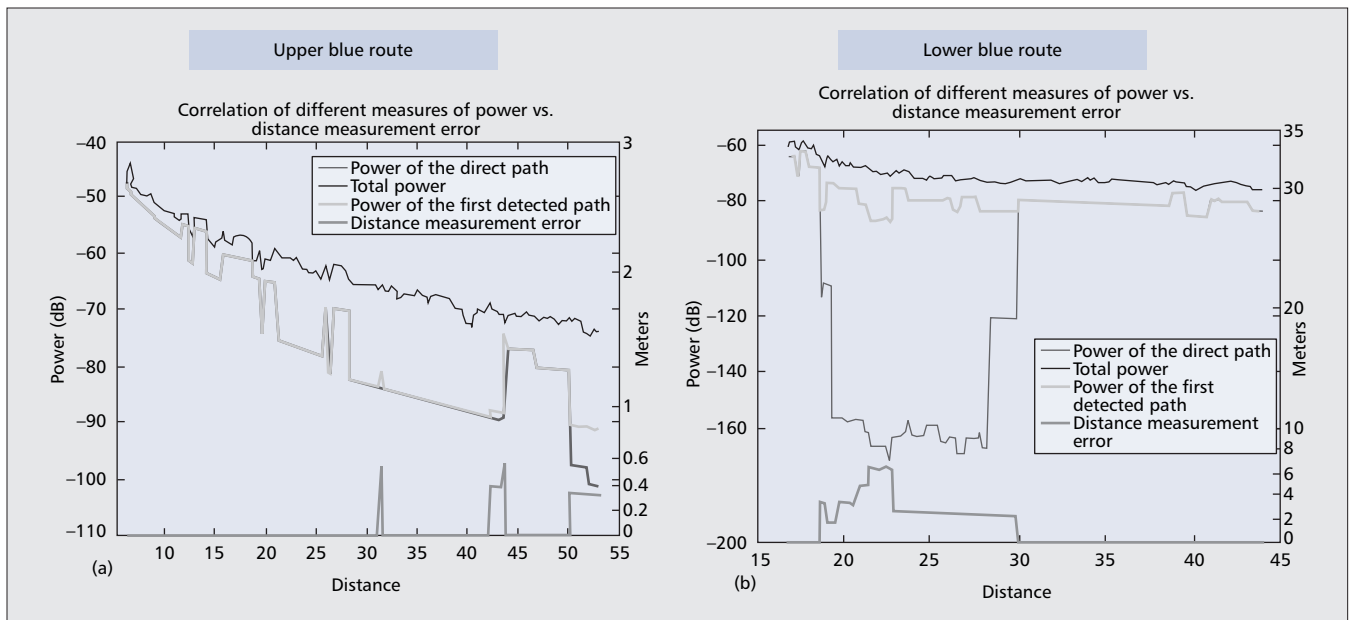 Upper blue route
Correlation of different measures of power vs.
distance measurement error
−40
−50
−60
−70
−80
−90
−100
−110
Power (dB)
3
2
1
0.6
0.4
0.2
0
Meters
Power of the direct path
Total power
Power of the first detected path
Distance measurement error
10 15 20 25 30 35 40 45 50 55
(a)
Distance
Lower blue route
Correlation of different measures of power vs.
distance measurement error
−60
−80
−100
−120
−140
−160
−200
Power (dB)
35
30
20
10
8
6
4
2
0
Meters
Power of the direct path
Total power
Power of the first
detected path
Distance measurement
error
15 20 25 30 35 40 45
(b)
Distance